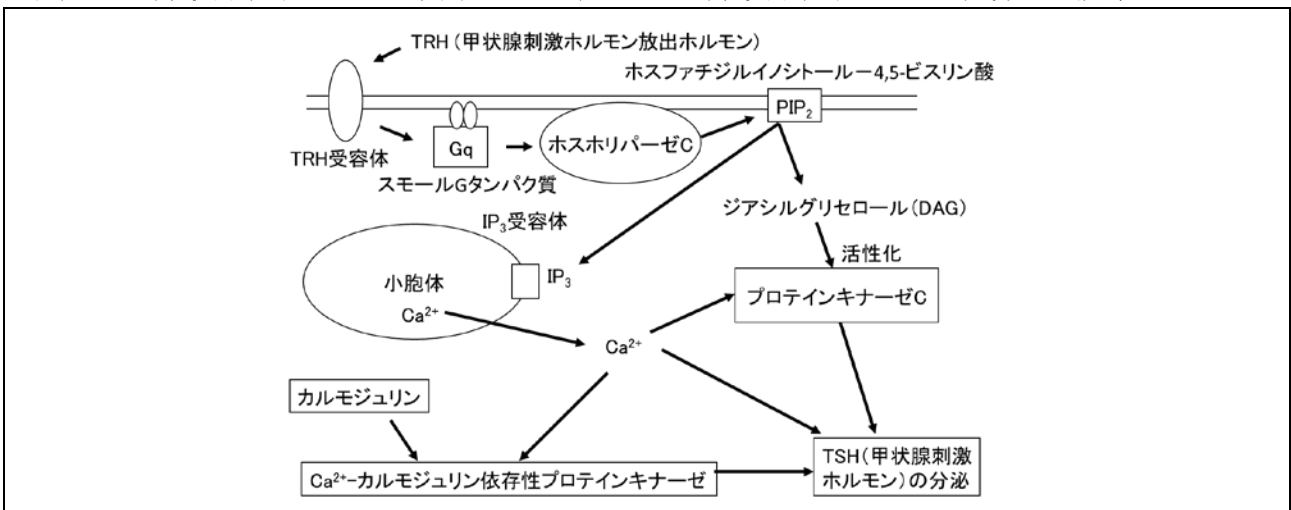 TRH（甲状腺刺激ホルモン放出ホルモン）
ホスファチジルイノシトール－4,5-ビスリン酸
PIP₂
TRH受容体
Gq
スモールGタンパク質
ホスホリパーゼC
ジアシルグリセロール（DAG）
IP₃受容体
活性化
小胞体
Ca²⁺
IP₃
プロテインキナーゼC
Ca²⁺
カルモジュリン
Ca²⁺-カルモジュリン依存性プロテインキナーゼ
TSH（甲状腺刺激
ホルモン）の分泌